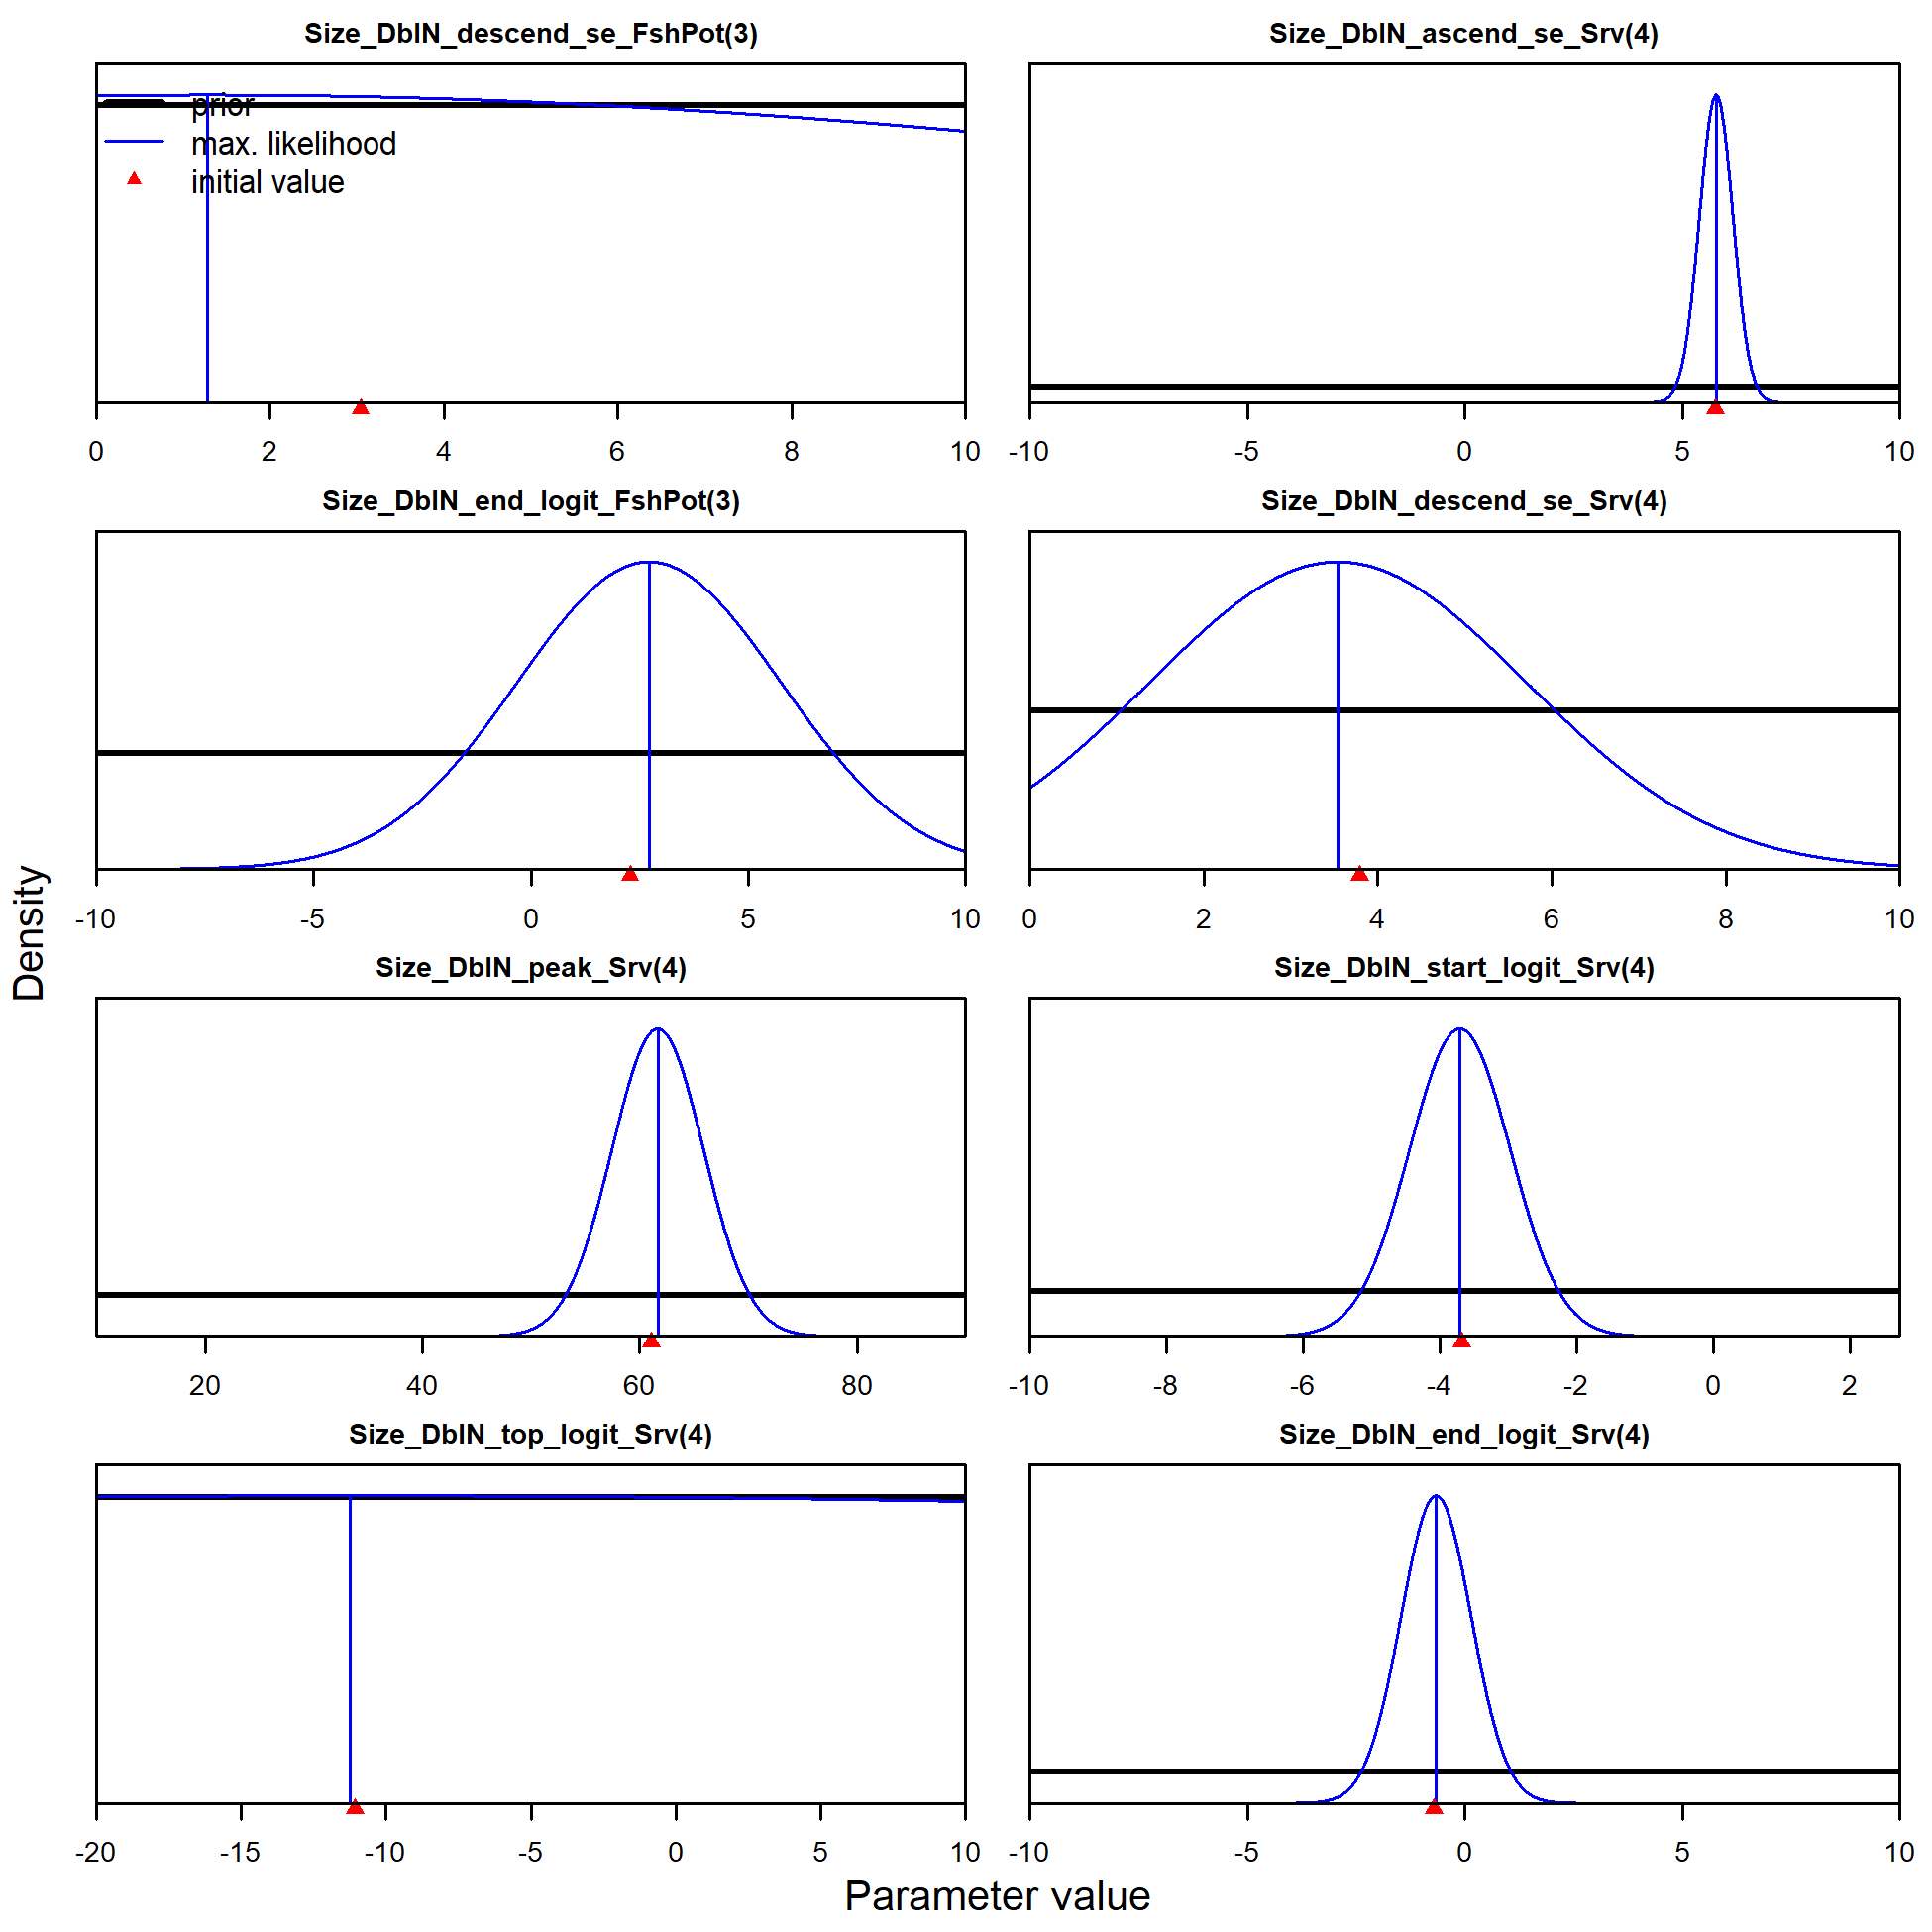 Size_DblN_descend_se_FshPot(3)
prior
max. likelihood
initial value
0 2 4 6 8 10
Size_DblN_ascend_se_Srv(4)
-10 -5 0 5 10
Size_DblN_end_logit_FshPot(3)
-10 -5 0 5 10
Size_DblN_descend_se_Srv(4)
0 2 4 6 8 10
Size_DblN_peak_Srv(4)
20 40 60 80
Size_DblN_start_logit_Srv(4)
-10 -8 -6 -4 -2 0 2
Size_DblN_top_logit_Srv(4)
-20 -15 -10 -5 0 5 10
Size_DblN_end_logit_Srv(4)
-10 -5 0 5 10
Density
Parameter value